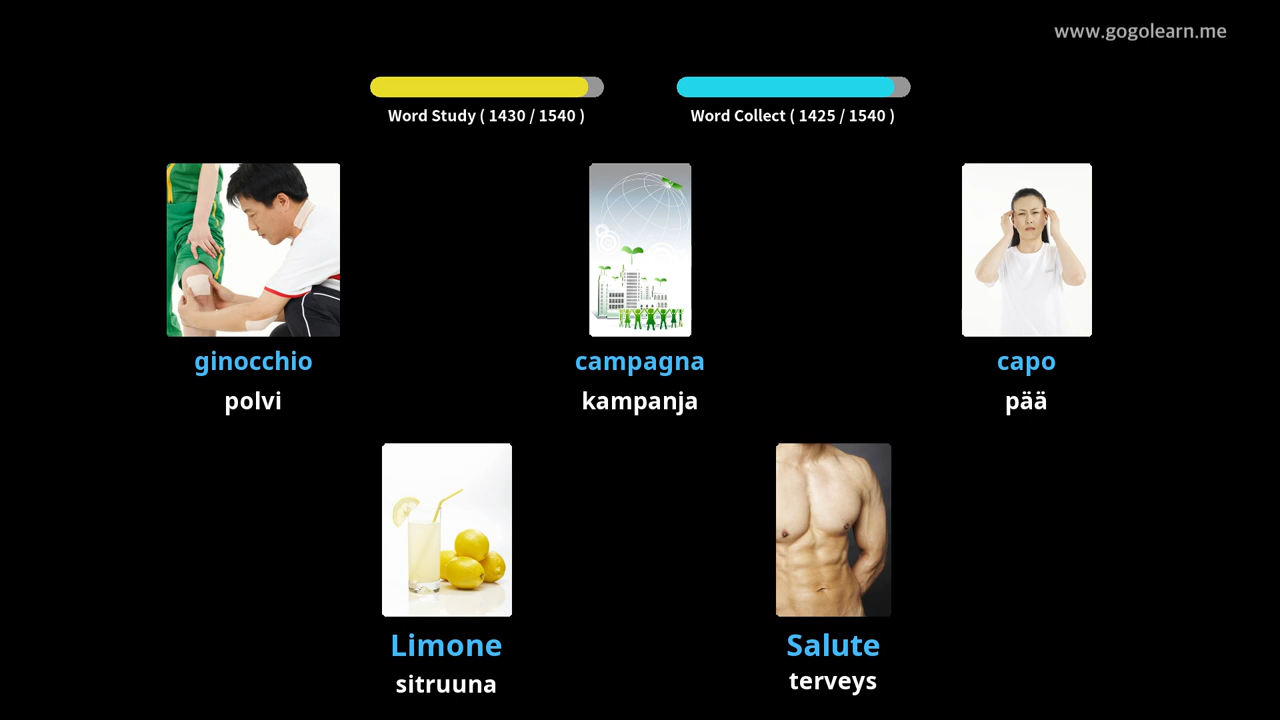 www.gogolearn.me
Word Study ( 1430 / 1540 )
Word Collect ( 1425 / 1540 )
ginocchio
polvi
campagna
kampanja
capo
pää
Limone
sitruuna
Salute
terveys